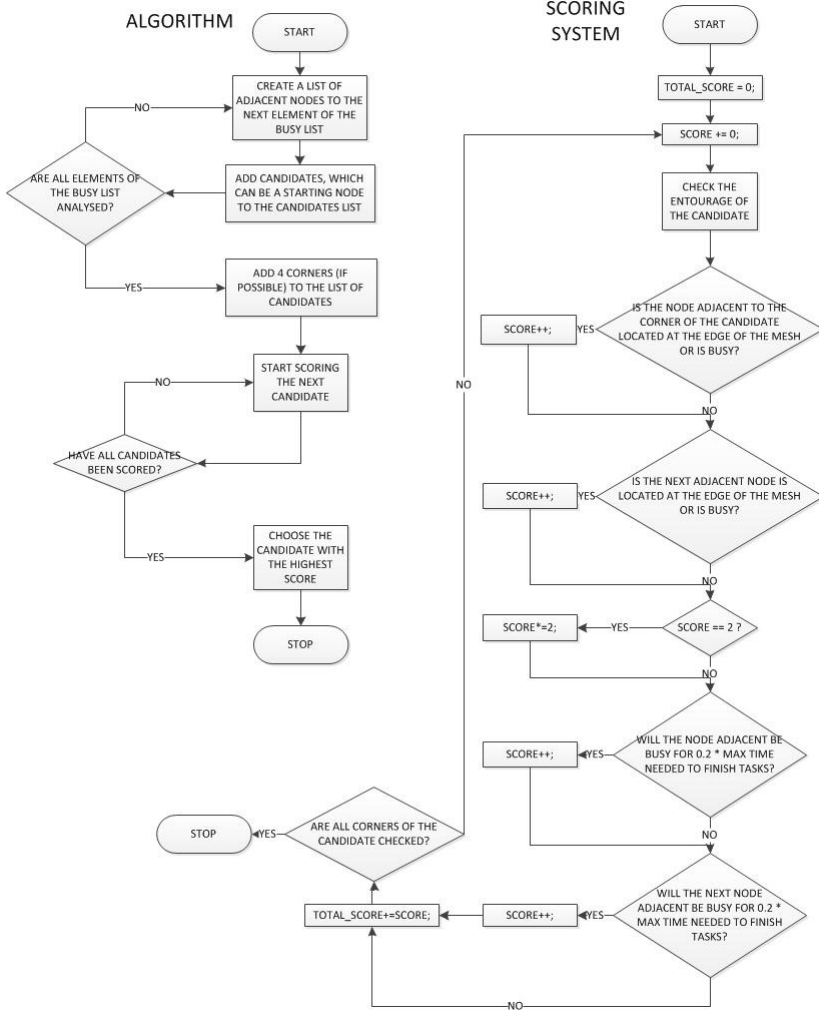 ALGORITHM
START
CREATE A LIST OF
ADJACENT NODES TO THE
NEXT ELEMENT OF THE
BUSY LIST
NO
ARE ALL ELEMENTS OF
THE BUSY LIST
ANALYSED?
ADD CANDIDATES, WHICH
CAN BE A STARTING NODE
TO THE CANDIDATES LIST
YES
ADD 4 CORNERS (IF
POSSIBLE) TO THE LIST OF
CANDIDATES
START SCORING
THE NEXT
CANDIDATE
NO
HAVE ALL CANDIDATES
BEEN SCORED?
YES
CHOOSE THE
CANDIDATE WITH
THE HIGHEST
SCORE
STOP
SCORING
SYSTEM
START
TOTAL_SCORE = 0;
SCORE += 0;
CHECK THE
ENTOURAGE OF
THE CANDIDATE
IS THE NODE ADJACENT TO THE
CORNER OF THE CANDIDATE
LOCATED AT THE EDGE OF THE MESH
OR IS BUSY?
YES
SCORE++;
NO
NO
IS THE NEXT ADJACENT NODE IS
LOCATED AT THE EDGE OF THE MESH
OR IS BUSY?
YES
SCORE++;
NO
SCORE == 2 ?
YES
SCORE*=2;
NO
WILL THE NODE ADJACENT BE
BUSY FOR 0.2 * MAX TIME
NEEDED TO FINISH TASKS?
YES
SCORE++;
NO
WILL THE NEXT NODE
ADJACENT BE BUSY FOR 0.2 *
MAX TIME NEEDED TO FINISH
TASKS?
YES
SCORE++;
TOTAL_SCORE+=SCORE;
NO
ARE ALL CORNERS OF THE
CANDIDATE CHECKED?
YES
STOP